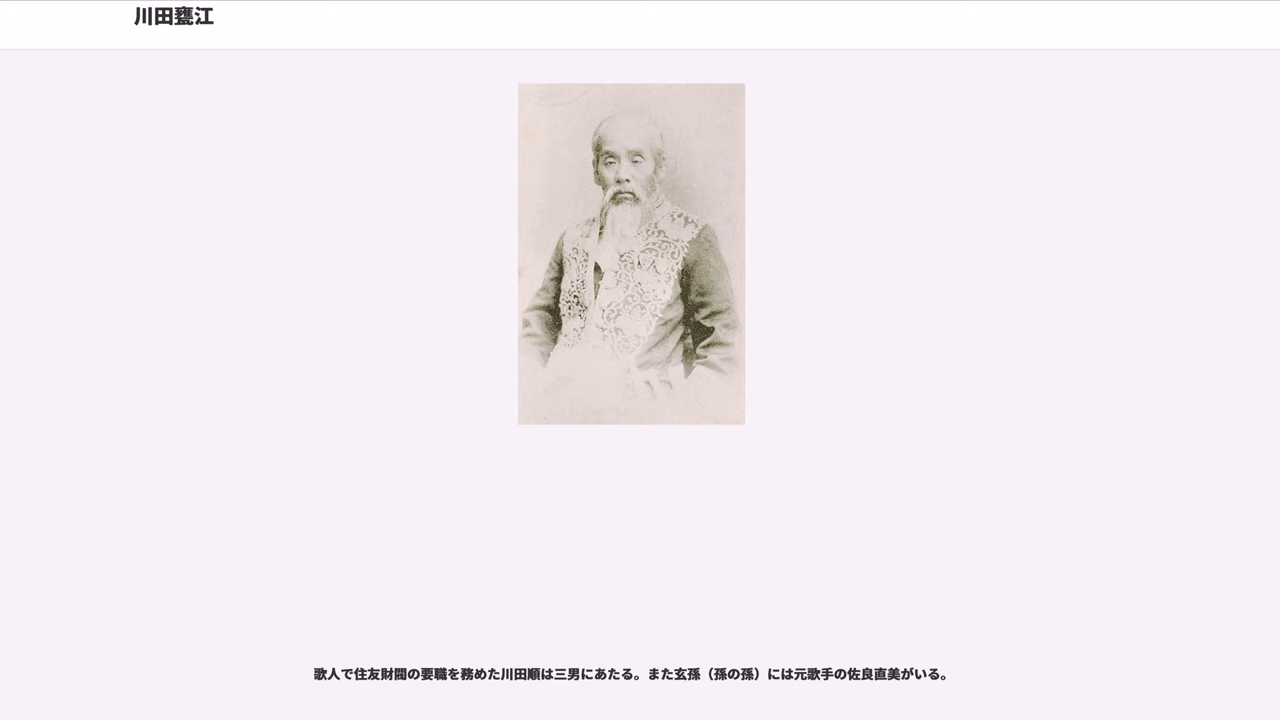 川田甕江
歌人で住友財閥の要職を務めた川田順は三男にあたる。また玄孫（孫の孫）には元歌手の佐良直美がいる。